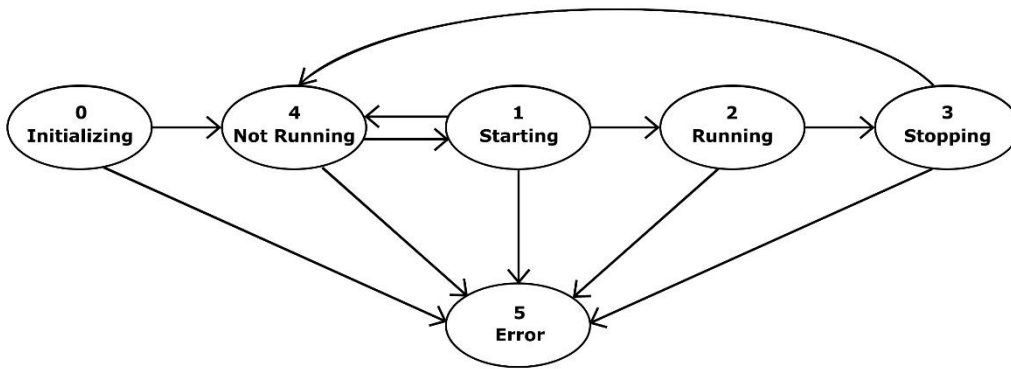 0
Initializing
4
Not Running
1
Starting
2
Running
3
Stopping
5
Error